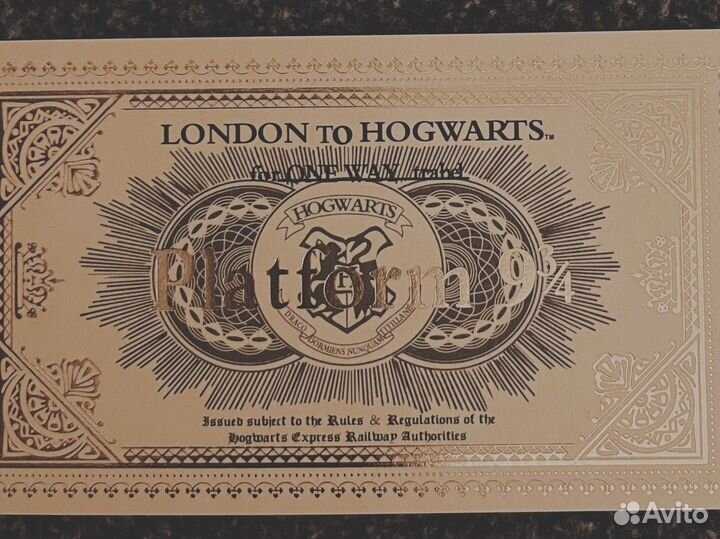 LONDON TO HOGWARTS™
for ONE WAY travel
HOGWARTS
H
Platform 9¾
DRACO DORMIENS NUNQUAM TITILLANDUS
Issued subject to the Rules & Regulations of the
Hogwarts Express Railway Authorities
Avito